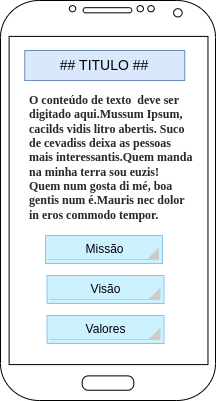 ## TITULO ##
O conteúdo de texto  deve ser
digitado aqui.Mussum Ipsum,
cacilds vidis litro abertis. Suco
de cevadiss deixa as pessoas
mais interessantis.Quem manda
na minha terra sou euzis!
Quem num gosta di mé, boa
gentis num é.Mauris nec dolor
in eros commodo tempor.
Missão
Visão
Valores